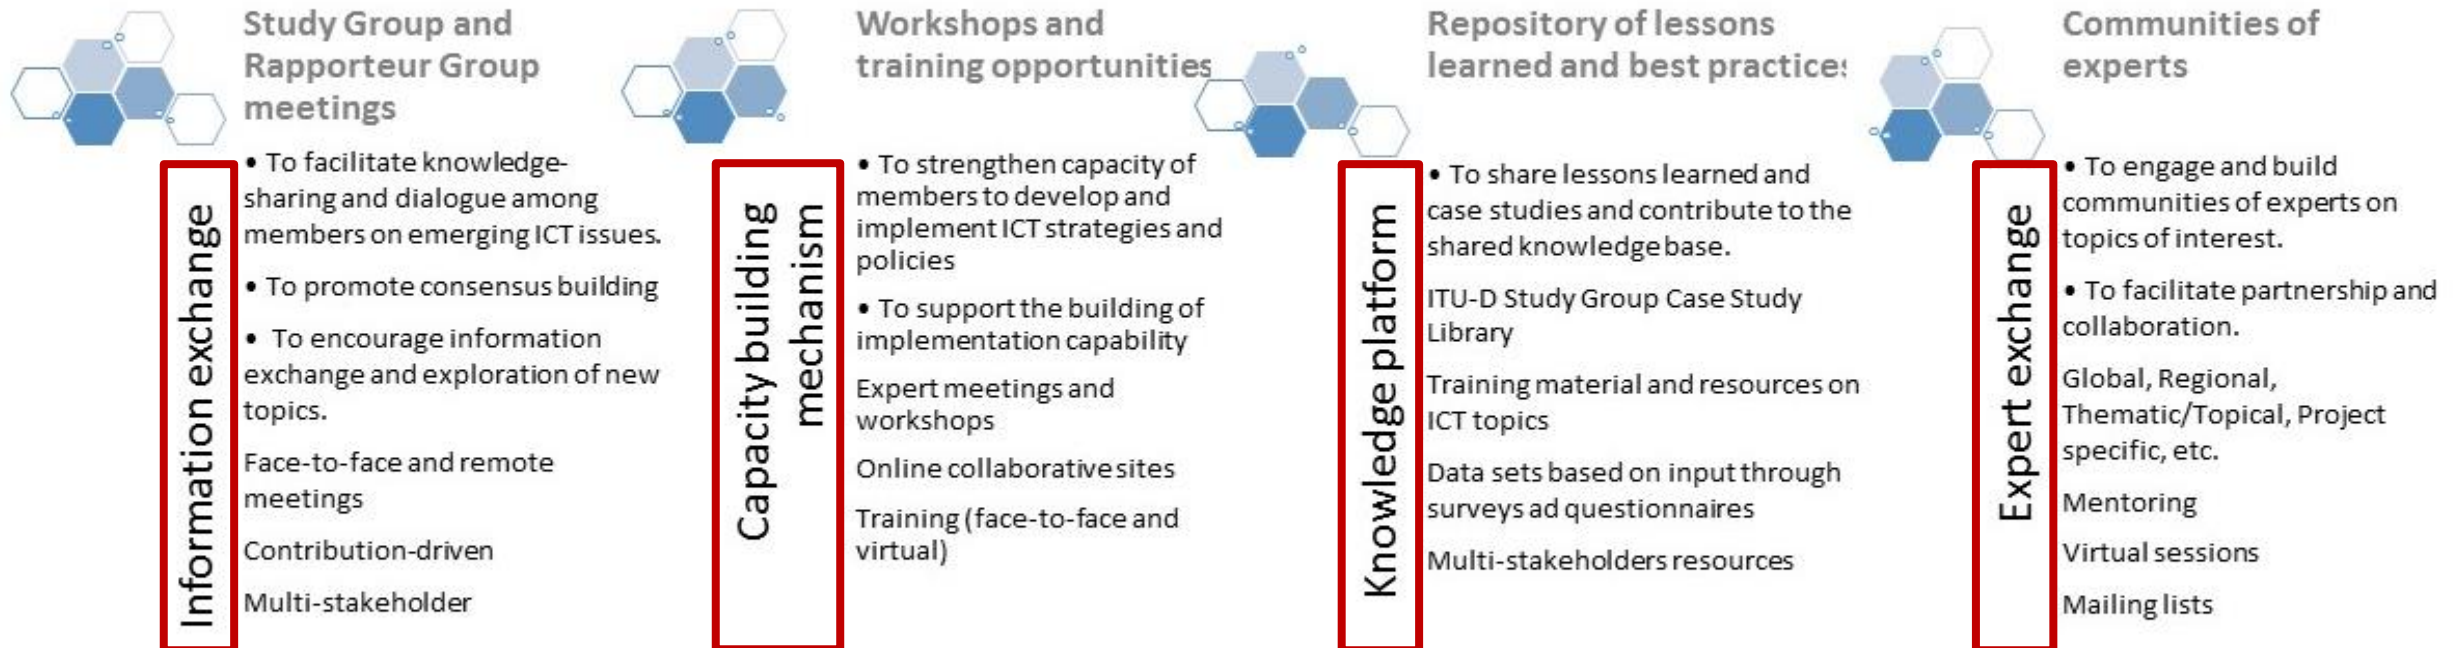 Study Group and
Rapporteur Group
meetings
Information exchange
• To facilitate knowledge-
sharing and dialogue among
members on emerging ICT issues.
• To promote consensus building
• To encourage information
exchange and exploration of new
topics.
Face-to-face and remote
meetings
Contribution-driven
Multi-stakeholder
Workshops and
training opportunities
Capacity building
mechanism
• To strengthen capacity of
members to develop and
implement ICT strategies and
policies
• To support the building of
implementation capability
Expert meetings and
workshops
Online collaborative sites
Training (face-to-face and
virtual)
Repository of lessons
learned and best practices
Knowledge platform
• To share lessons learned and
case studies and contribute to the
shared knowledge base.
ITU-D Study Group Case Study
Library
Training material and resources on
ICT topics
Data sets based on input through
surveys ad questionnaires
Multi-stakeholders resources
Communities of
experts
Expert exchange
• To engage and build
communities of experts on
topics of interest.
• To facilitate partnership and
collaboration.
Global, Regional,
Thematic/Topical, Project
specific, etc.
Mentoring
Virtual sessions
Mailing lists